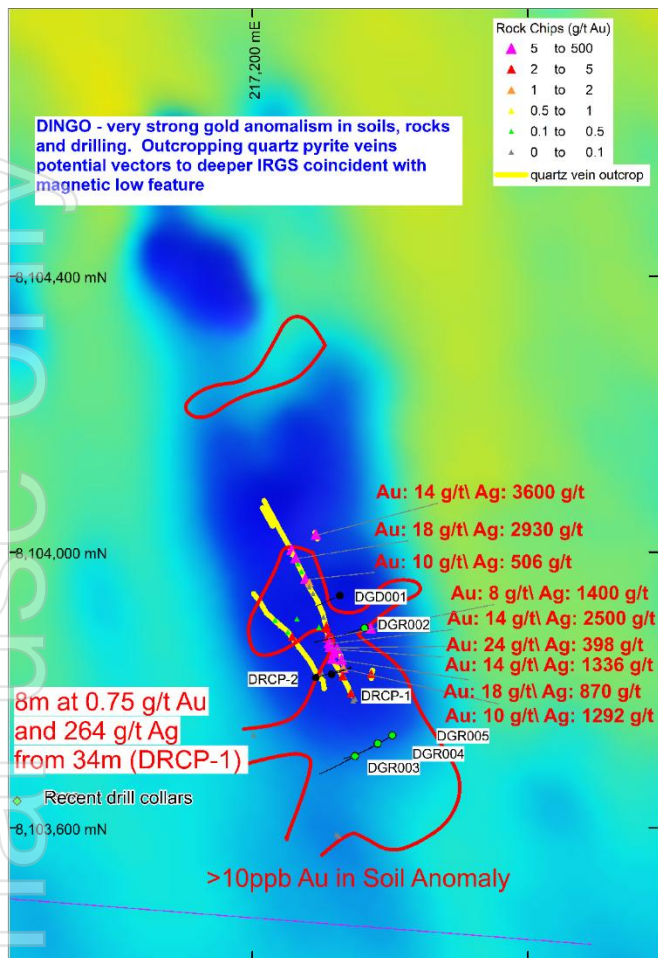 217,200 mE
Rock Chips (g/t Au)
5 to 500
2 to 5
1 to 2
0.5 to 1
0.1 to 0.5
0 to 0.1
quartz vein outcrop
DINGO - very strong gold anomalism in soils, rocks
and drilling. Outcropping quartz pyrite veins
potential vectors to deeper IRGS coincident with
magnetic low feature
8,104,400 mN
Au: 14 g/t\ Ag: 3600 g/t
Au: 18 g/t\ Ag: 2930 g/t
8,104,000 mN
Au: 10 g/t\ Ag: 506 g/t
DGD001
Au: 8 g/t\ Ag: 1400 g/t
DGR002
Au: 14 g/t\ Ag: 2500 g/t
Au: 24 g/t\ Ag: 398 g/t
Au: 14 g/t\ Ag: 1336 g/t
DRCP-2
DRCP-1
Au: 18 g/t\ Ag: 870 g/t
Au: 10 g/t\ Ag: 1292 g/t
8m at 0.75 g/t Au
and 264 g/t Ag
from 34m (DRCP-1)
DGR005
DGR004
DGR003
Recent drill collars
8,103,600 mN
>10ppb Au in Soil Anomaly